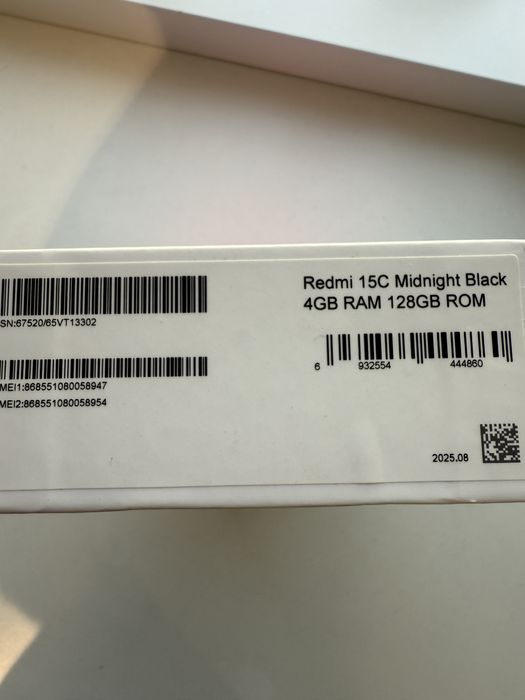 SN:67520/65VT13302
MEI1:868551080058947
MEI2:868551080058954
Redmi 15C Midnight Black
4GB RAM 128GB ROM
6 932554 444860
2025.08